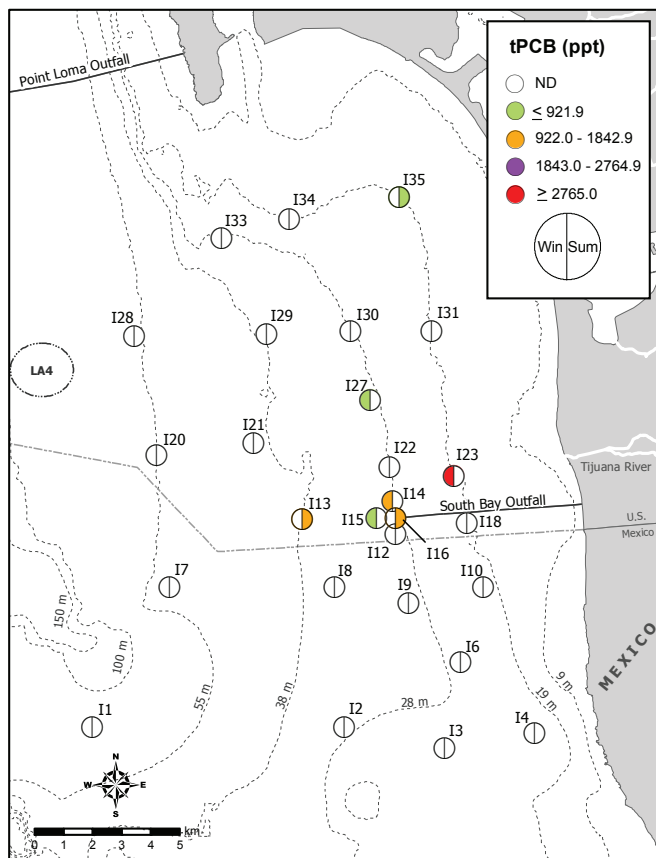 tPCB (ppt)
ND
≤ 921.9
922.0 - 1842.9
1843.0 - 2764.9
≥ 2765.0
Win Sum
Point Loma Outfall
I35
I34
I33
I28
I29
I30
I31
LA4
I27
I20
I21
I22
I23
Tijuana River
I13
I14
South Bay Outfall
I15
I18
U.S.
Mexico
I12
I16
I7
I8
I9
I10
MEXICO
150 m
100 m
55 m
38 m
I6
9 m
19 m
28 m
I1
I2
I3
I4
N
W E
S
0 1 2 3 4 5
km